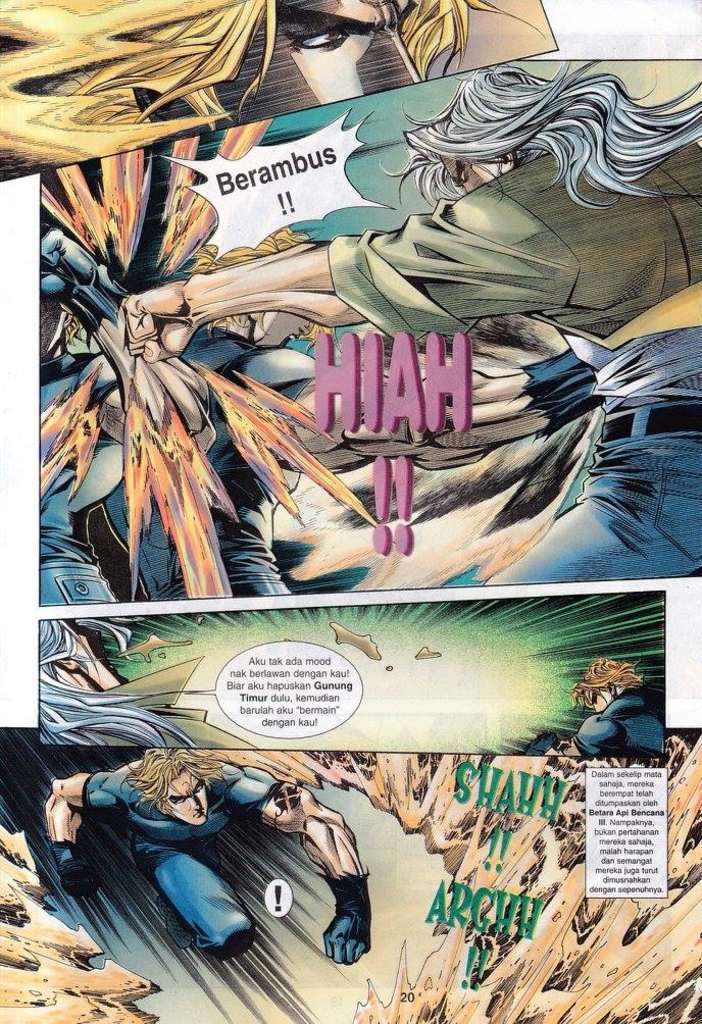 Berambus
!!
HIAH
!!
Aku tak ada mood
nak berlawan dengan kau!
Biar aku hapuskan Gunung
Timur dulu, kemudian
barulah aku "bermain"
dengan kau!
SHAHH
!!
ARGHH
!!
Dalam sekelip mata
sahaja, mereka
berempat telah
ditumpaskan oleh
Betara Api Bencana
III. Nampaknya,
bukan pertahanan
mereka sahaja,
malah harapan
dan semangat
mereka juga turut
dimusnahkan
dengan sepenuhnya.
!
20